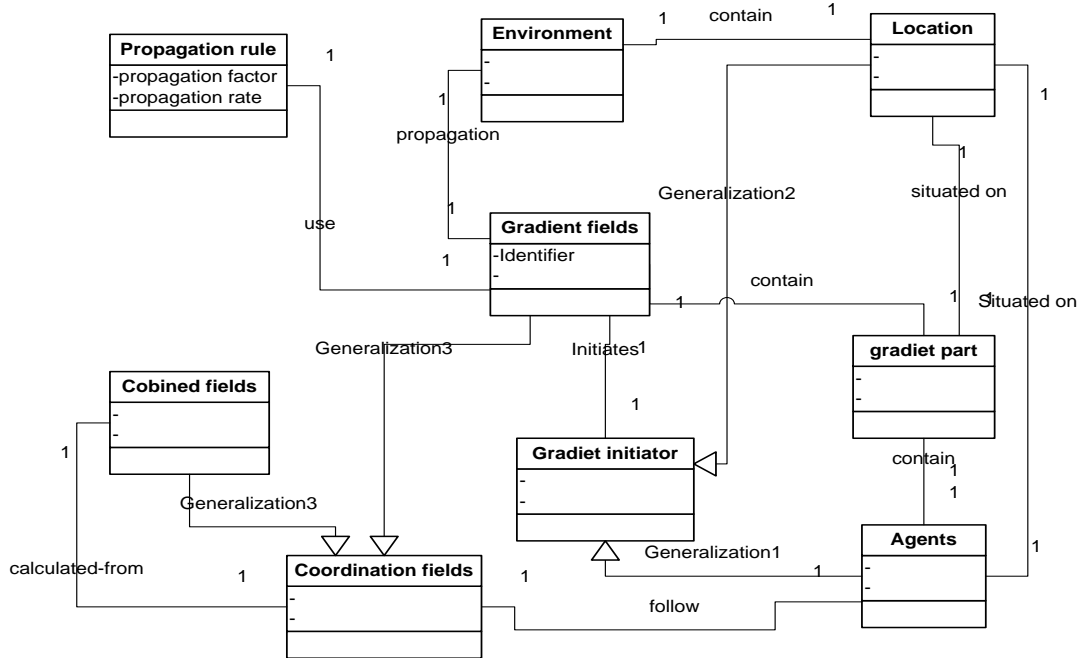 contain
1
1
Environment
-
-
Location
-
-
Propagation rule
-propagation factor
-propagation rate
1
1
1
propagation
1
situated on
Generalization2
1
Gradient fields
-Identifier
-
use
1
contain
1
1
1
Situated on
Generalization3
Initiates
1
gradiet part
-
-
Cobined fields
-
-
1
1
Gradiet initiator
-
-
contain
1
1
Generalization3
Agents
-
-
1
Generalization1
1
calculated-from
1
Coordination fields
-
-
1
follow